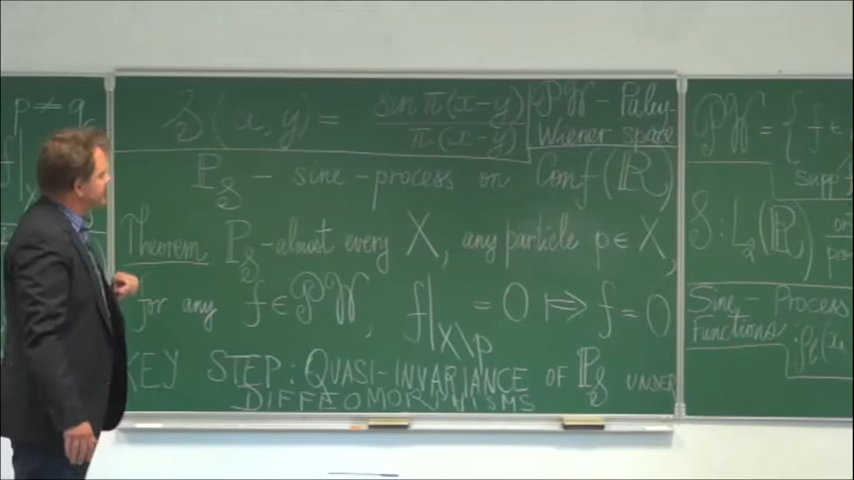 p ≠ q
f|
S(x,y) = sin π(x-y) / π(x-y)
PW - Paley-
Wiener space
P_S - sine-process on Conf(R)
Theorem P_S-almost every X, any particle p∈X,
for any f∈PW, f|_{X\p} = 0 ⟹ f=0
KEY STEP: QUASI-INVARIANCE OF P_S UNDER
DIFFEOMORPHISMS
PW = { f ∈
supp f
S: L_2(R)
Sine-Process
Functions: